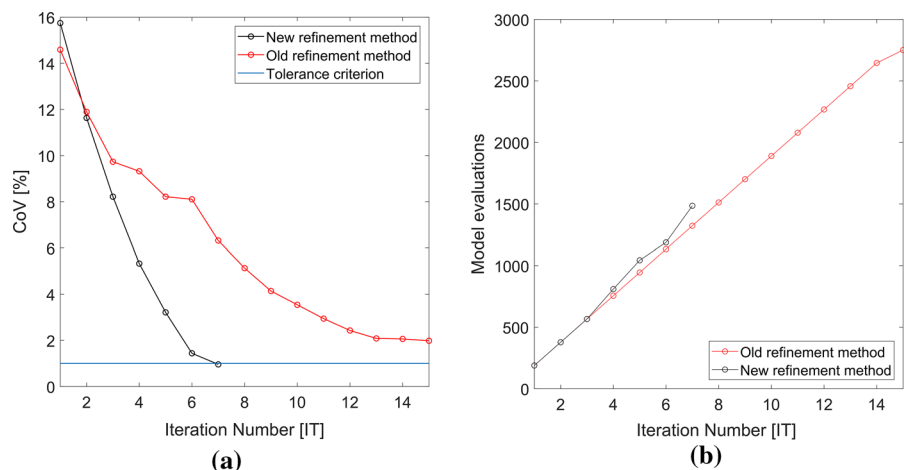 16
14
12
10
8
6
4
2
0
CoV [%]
New refinement method
Old refinement method
Tolerance criterion
2 4 6 8 10 12 14
Iteration Number [IT]
(a)
3000
2500
2000
1500
1000
500
0
Model evaluations
Old refinement method
New refinement method
2 4 6 8 10 12 14
Iteration Number [IT]
(b)